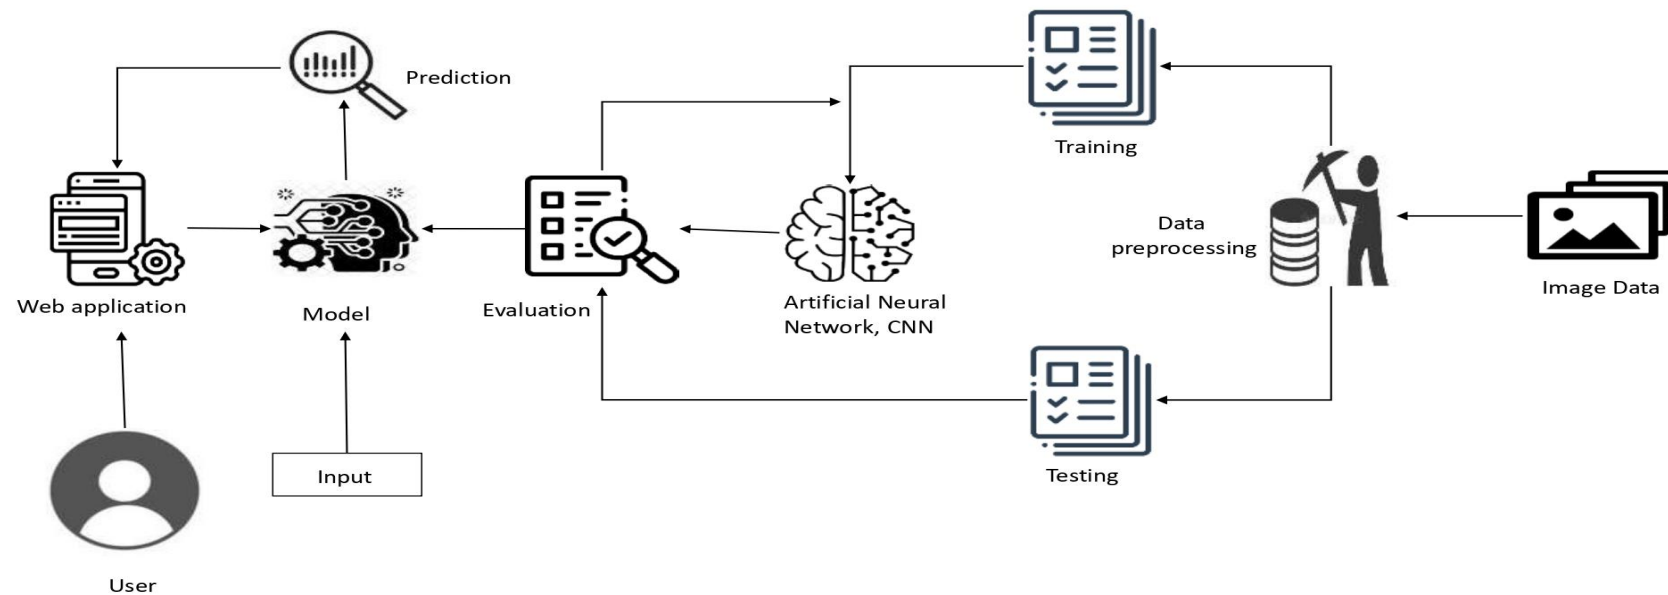 Prediction
Training
Data
preprocessing
Image Data
Web application
Model
Evaluation
Artificial Neural
Network, CNN
Input
Testing
User